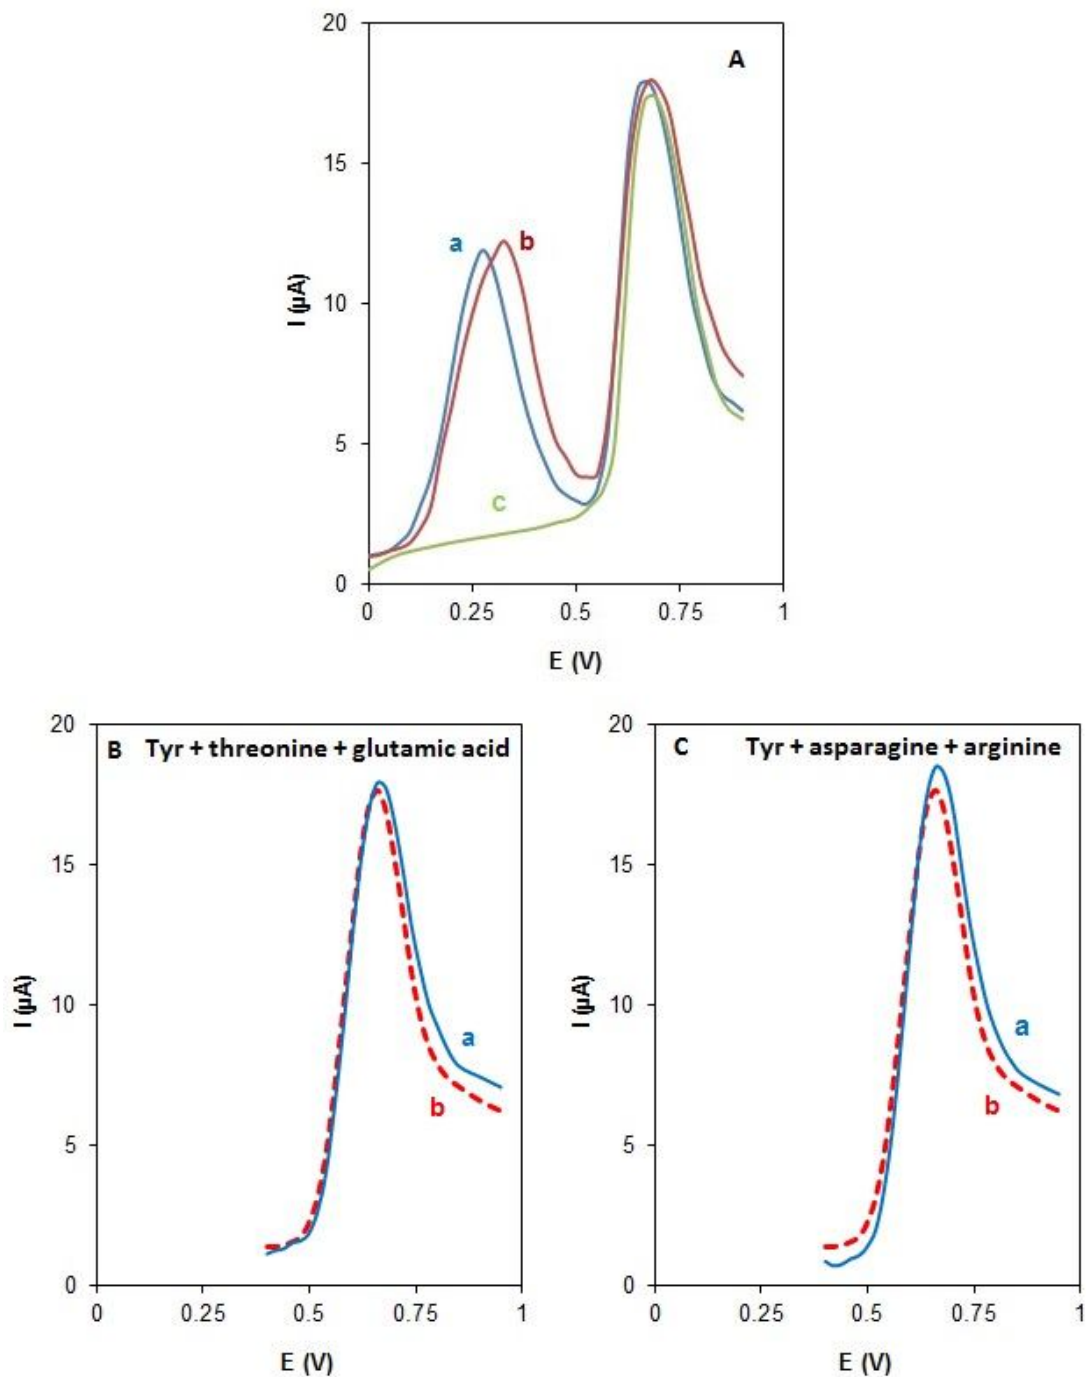 20
A
15
a
b
I (µA)
10
5
c
0
0 0.25 0.5 0.75 1
E (V)
20
B Tyr + threonine + glutamic acid
15
I (µA)
10
a
b
5
0
0 0.25 0.5 0.75 1
E (V)
20
C Tyr + asparagine + arginine
15
I (µA)
10
a
b
5
0
0 0.25 0.5 0.75 1
E (V)